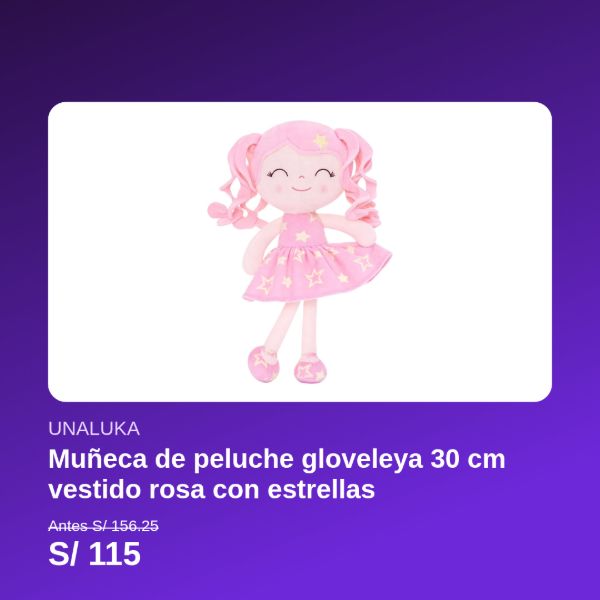 UNALUKA
Muñeca de peluche gloveleya 30 cm
vestido rosa con estrellas
Antes S/ 156.25
S/ 115